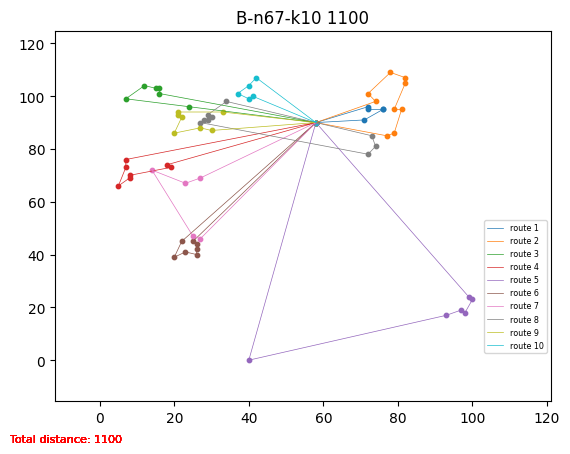 B-n67-k10 1100
120
100
80
60
40
20
0
route 1
route 2
route 3
route 4
route 5
route 6
route 7
route 8
route 9
route 10
0 20 40 60 80 100 120
Total distance: 1100